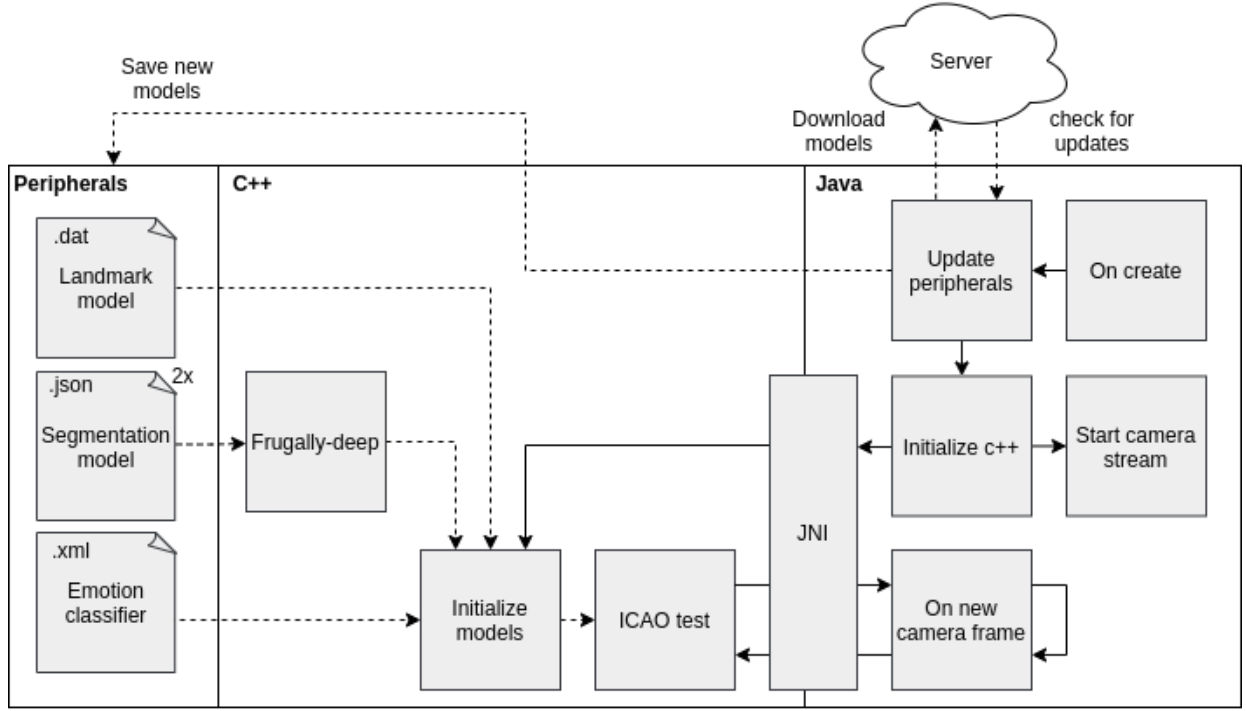 Server
Save new
models
Download
models
check for
updates
Peripherals
C++
Java
.dat
Landmark
model
Update
peripherals
On create
.json
2x
Segmentation
model
Frugally-deep
Initialize c++
Start camera
stream
JNI
.xml
Emotion
classifier
Initialize
models
ICAO test
On new
camera frame